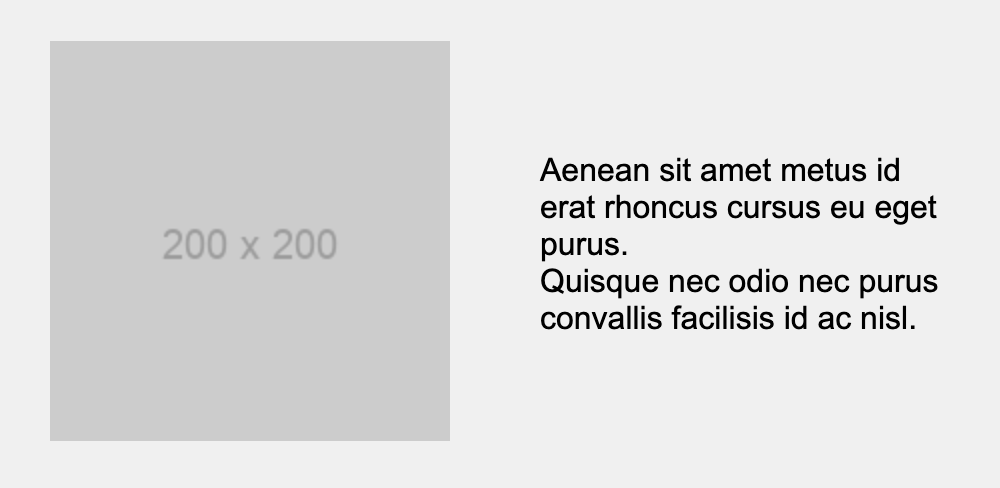 200 x 200
Aenean sit amet metus id
erat rhoncus cursus eu eget
purus.
Quisque nec odio nec purus
convallis facilisis id ac nisl.